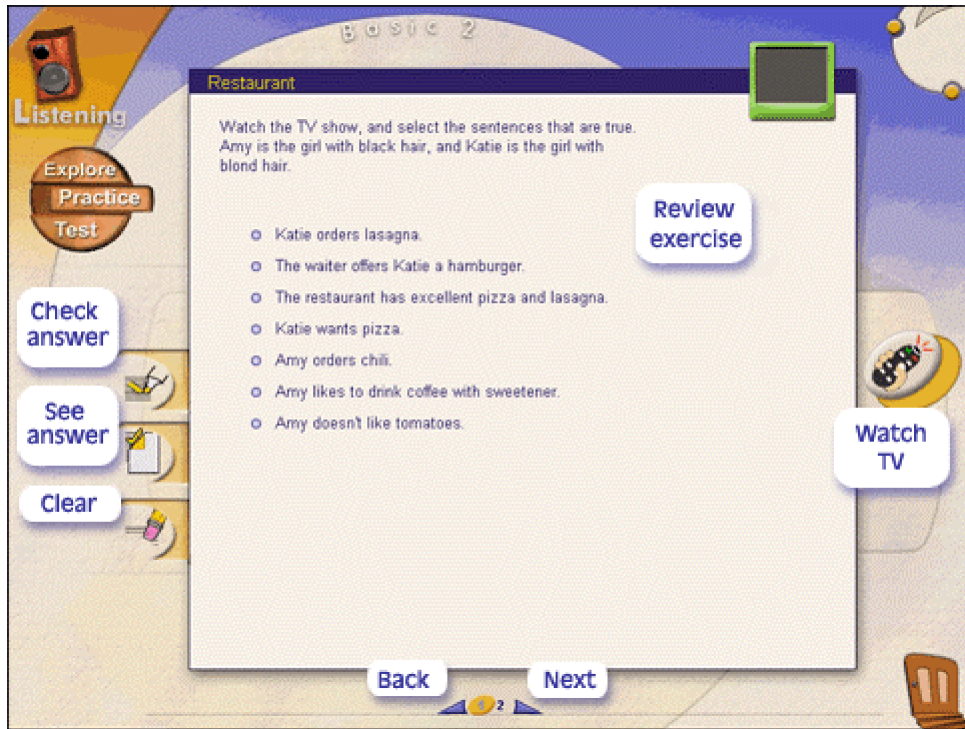 Basic 2
Listening
Explore
Practice
Test
Restaurant
Watch the TV show, and select the sentences that are true.
Amy is the girl with black hair, and Katie is the girl with
blond hair.
Review
exercise
Katie orders lasagna.
The waiter offers Katie a hamburger.
The restaurant has excellent pizza and lasagna.
Katie wants pizza.
Amy orders chili.
Amy likes to drink coffee with sweetener.
Amy doesn't like tomatoes.
Check
answer
See
answer
Clear
Watch
TV
Back
Next
1 2